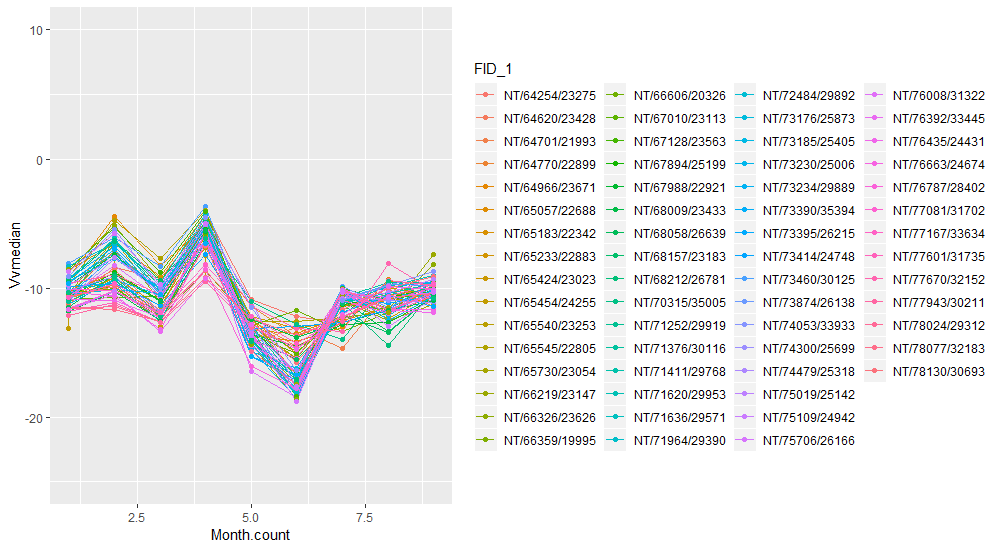 10
0
-10
-20
Vvmedian
2.5
5.0
7.5
Month.count
FID_1
NT/64254/23275
NT/64620/23428
NT/64701/21993
NT/64770/22899
NT/64966/23671
NT/65057/22688
NT/65183/22342
NT/65233/22883
NT/65424/23023
NT/65454/24255
NT/65540/23253
NT/65545/22805
NT/65730/23054
NT/66219/23147
NT/66326/23626
NT/66359/19995
NT/66606/20326
NT/67010/23113
NT/67128/23563
NT/67894/25199
NT/67988/22921
NT/68009/23433
NT/68058/26639
NT/68157/23183
NT/68212/26781
NT/70315/35005
NT/71252/29919
NT/71376/30116
NT/71411/29768
NT/71620/29953
NT/71636/29571
NT/71964/29390
NT/72484/29892
NT/73176/25873
NT/73185/25405
NT/73230/25006
NT/73234/29889
NT/73390/35394
NT/73395/26215
NT/73414/24748
NT/73460/30125
NT/73874/26138
NT/74053/33933
NT/74300/25699
NT/74479/25318
NT/75019/25142
NT/75109/24942
NT/75706/26166
NT/76008/31322
NT/76392/33445
NT/76435/24431
NT/76663/24674
NT/76787/28402
NT/77081/31702
NT/77167/33634
NT/77601/31735
NT/77670/32152
NT/77943/30211
NT/78024/29312
NT/78077/32183
NT/78130/30693